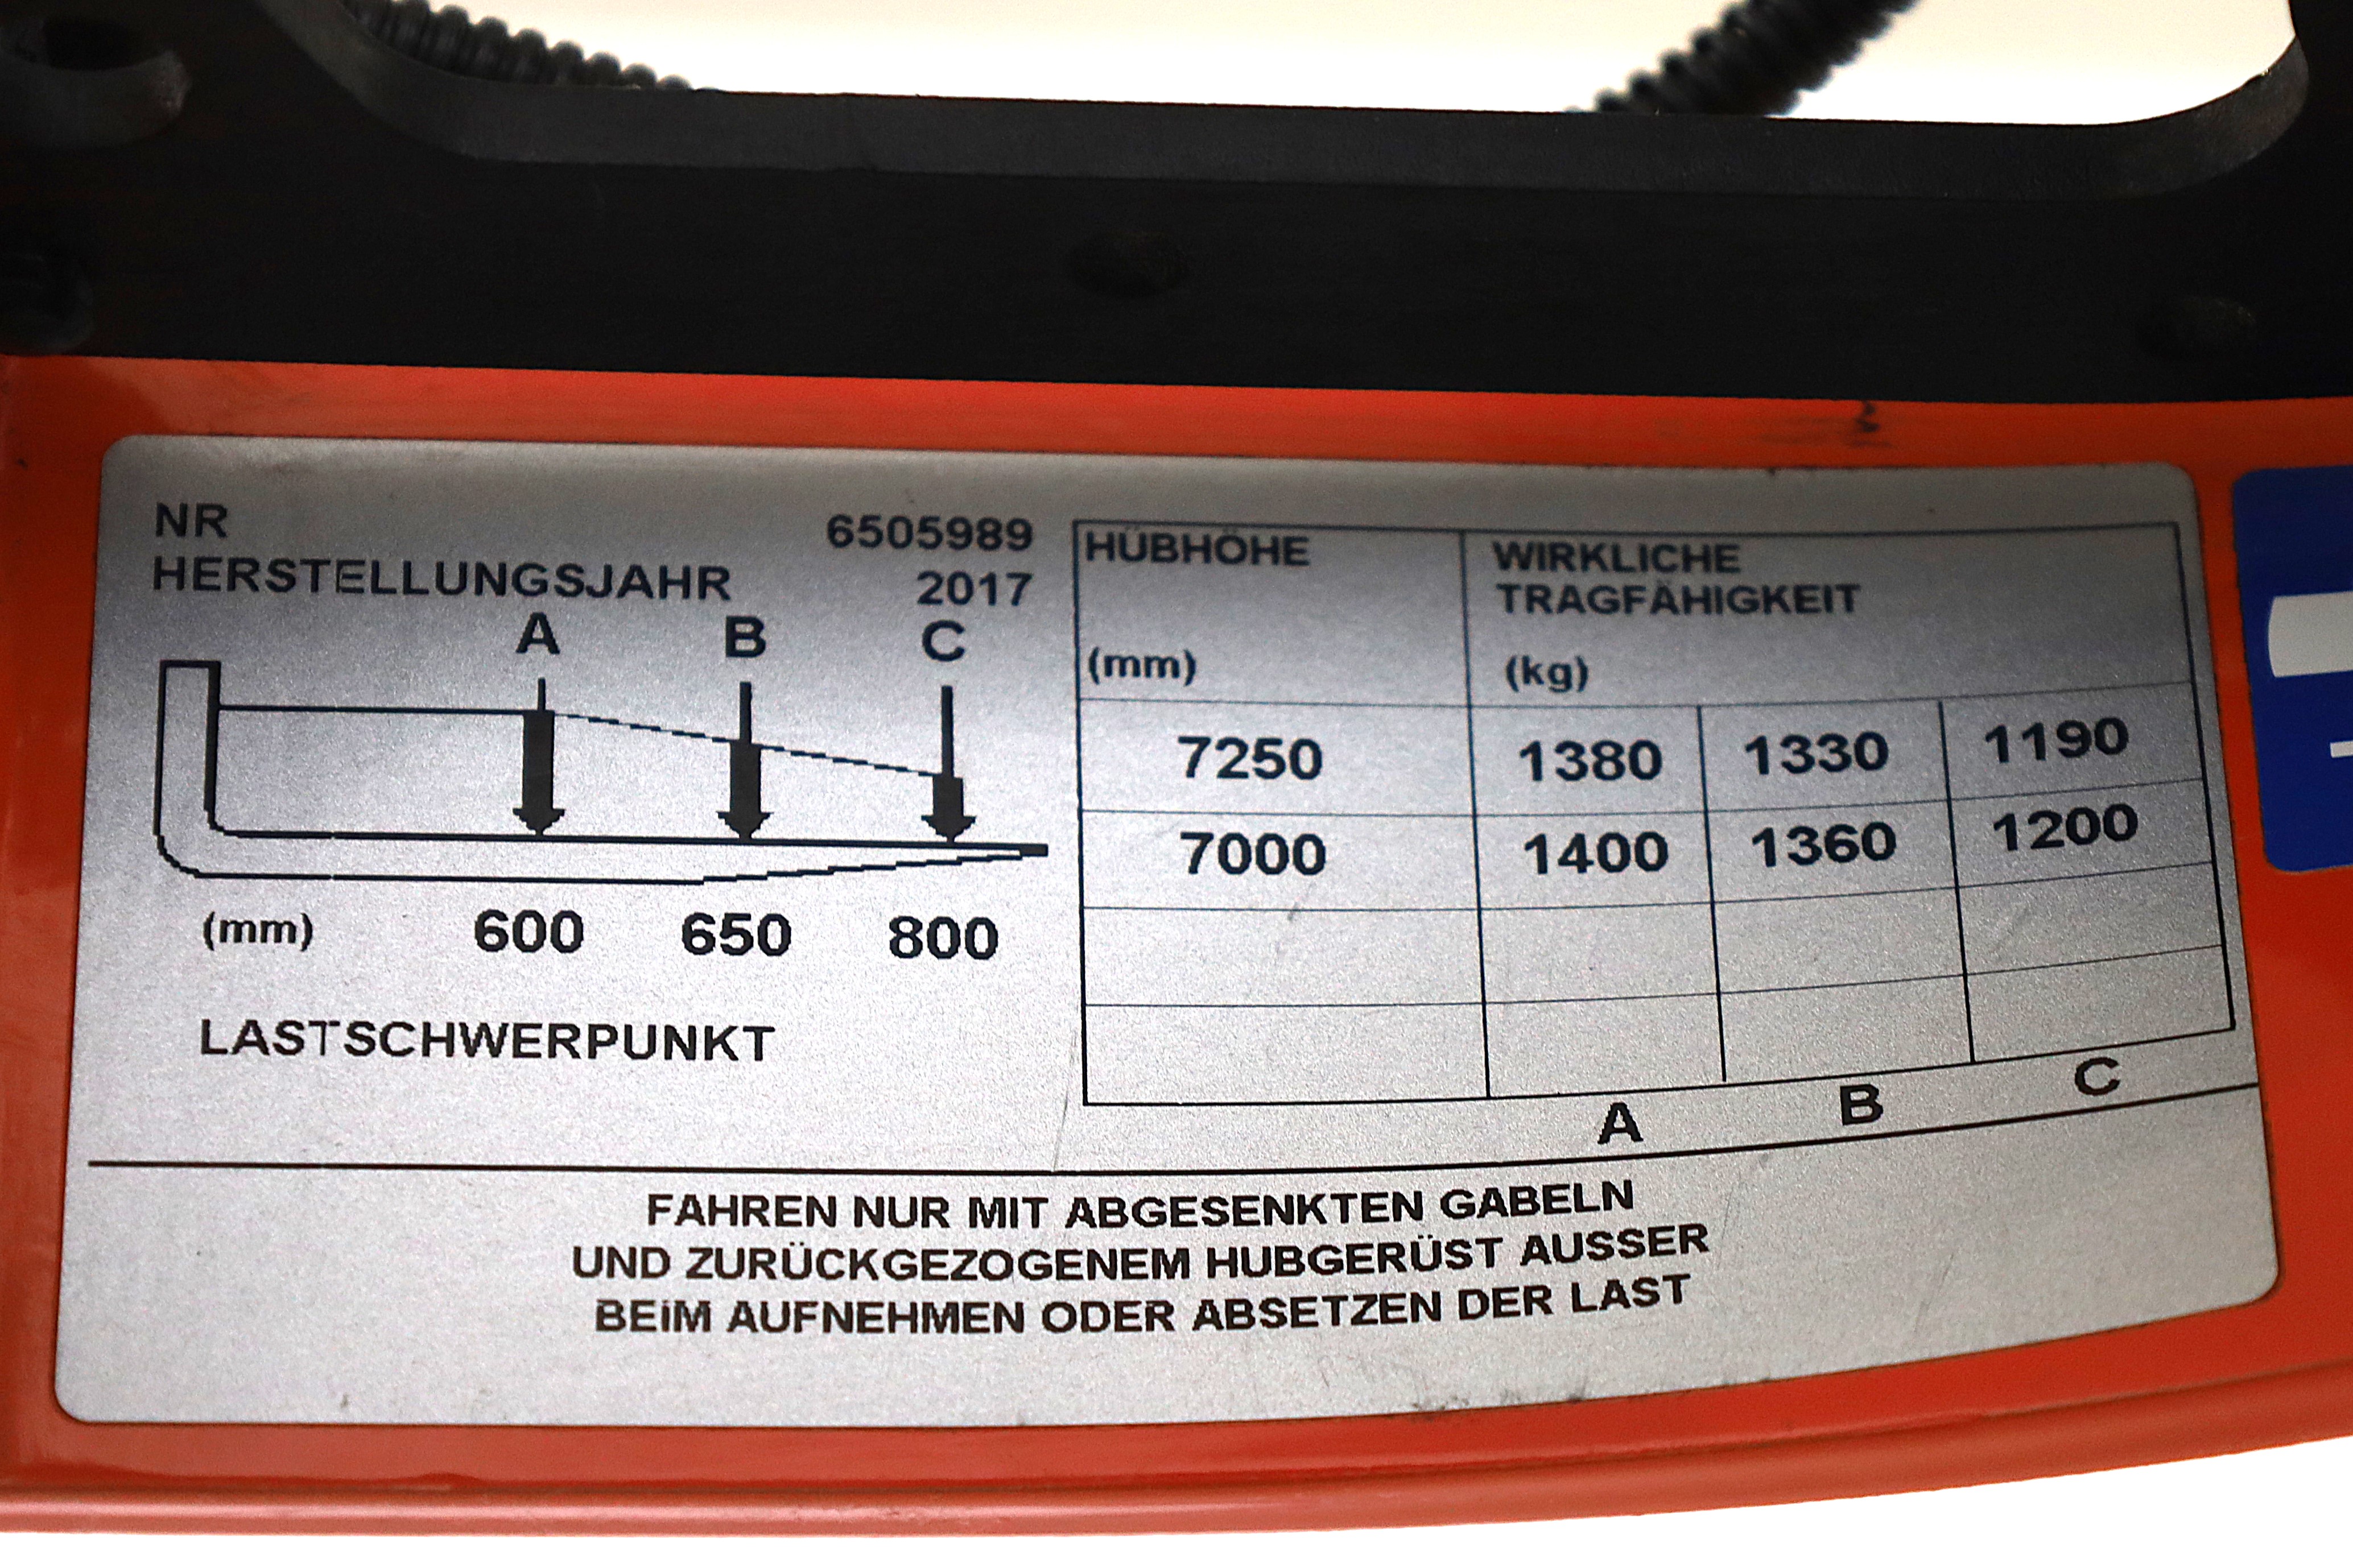 NR 6505989
HERSTELLUNGSJAHR 2017
A B C
(mm) 600 650 800
LASTSCHWERPUNKT
HÜBHÖHE WIRKLICHE
TRAGFÄHIGKEIT
(mm) (kg)
7250 1380 1330 1190
7000 1400 1360 1200
A B C
FAHREN NUR MIT ABGESENKTEN GABELN
UND ZURÜCKGEZOGENEM HUBGERÜST AUSSER
BEIM AUFNEHMEN ODER ABSETZEN DER LAST